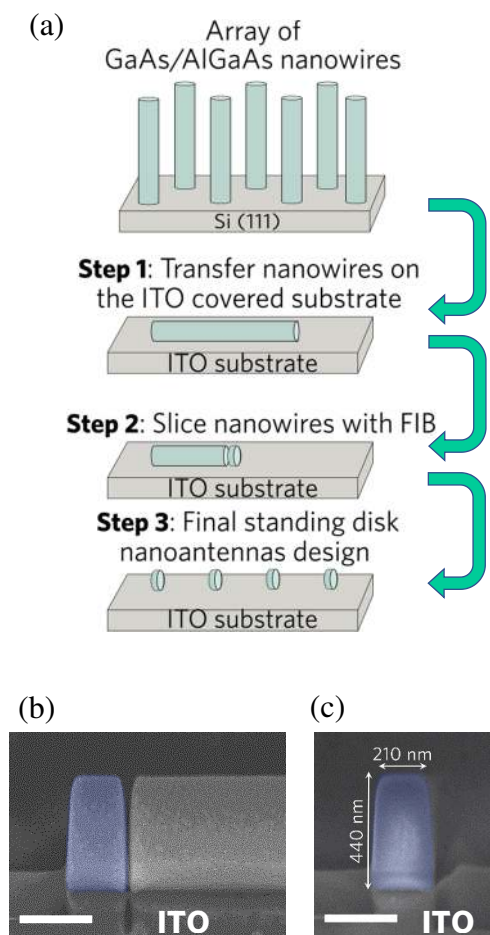 (a)
Array of
GaAs/AlGaAs nanowires
Si (111)
Step 1: Transfer nanowires on
the ITO covered substrate
ITO substrate
Step 2: Slice nanowires with FIB
ITO substrate
Step 3: Final standing disk
nanoantennas design
ITO substrate
(b)
ITO
(c)
210 nm
440 nm
ITO